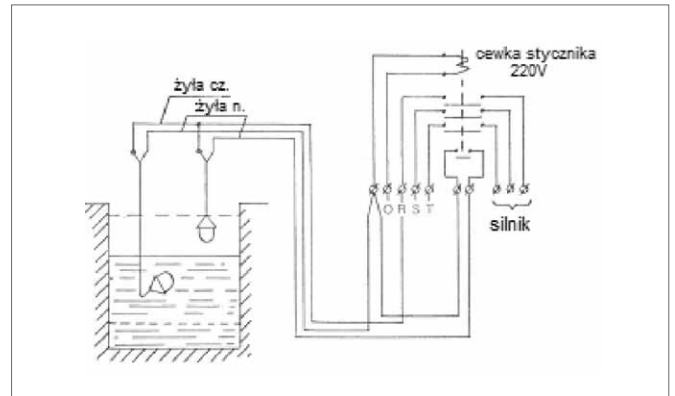 cewka stycznika
220V
żyła cz.
żyła n.
O R S T
silnik